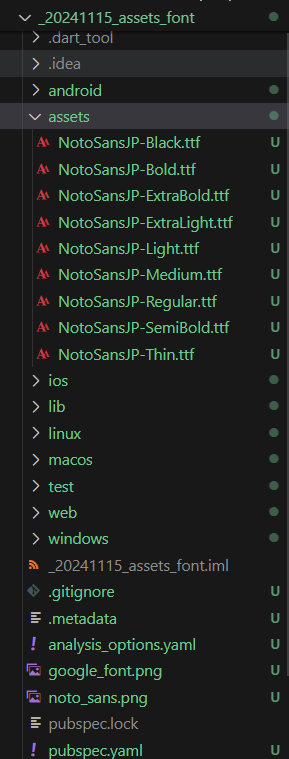 _20241115_assets_font
.dart_tool
.idea
android
assets
NotoSansJP-Black.ttf U
NotoSansJP-Bold.ttf U
NotoSansJP-ExtraBold.ttf U
NotoSansJP-ExtraLight.ttf U
NotoSansJP-Light.ttf U
NotoSansJP-Medium.ttf U
NotoSansJP-Regular.ttf U
NotoSansJP-SemiBold.ttf U
NotoSansJP-Thin.ttf U
ios
lib
linux
macos
test
web
windows
_20241115_assets_font.iml
.gitignore U
.metadata U
analysis_options.yaml U
google_font.png U
noto_sans.png U
pubspec.lock
pubspec.yaml U